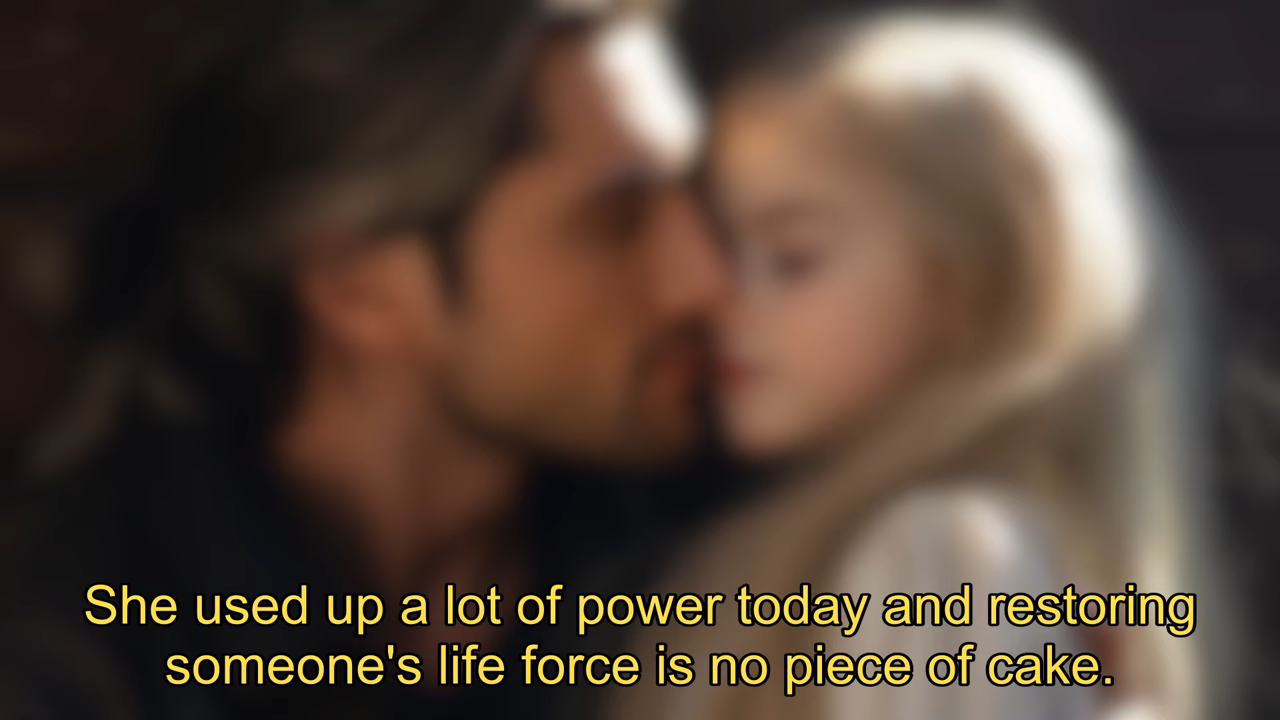 She used up a lot of power today and restoring
someone's life force is no piece of cake.